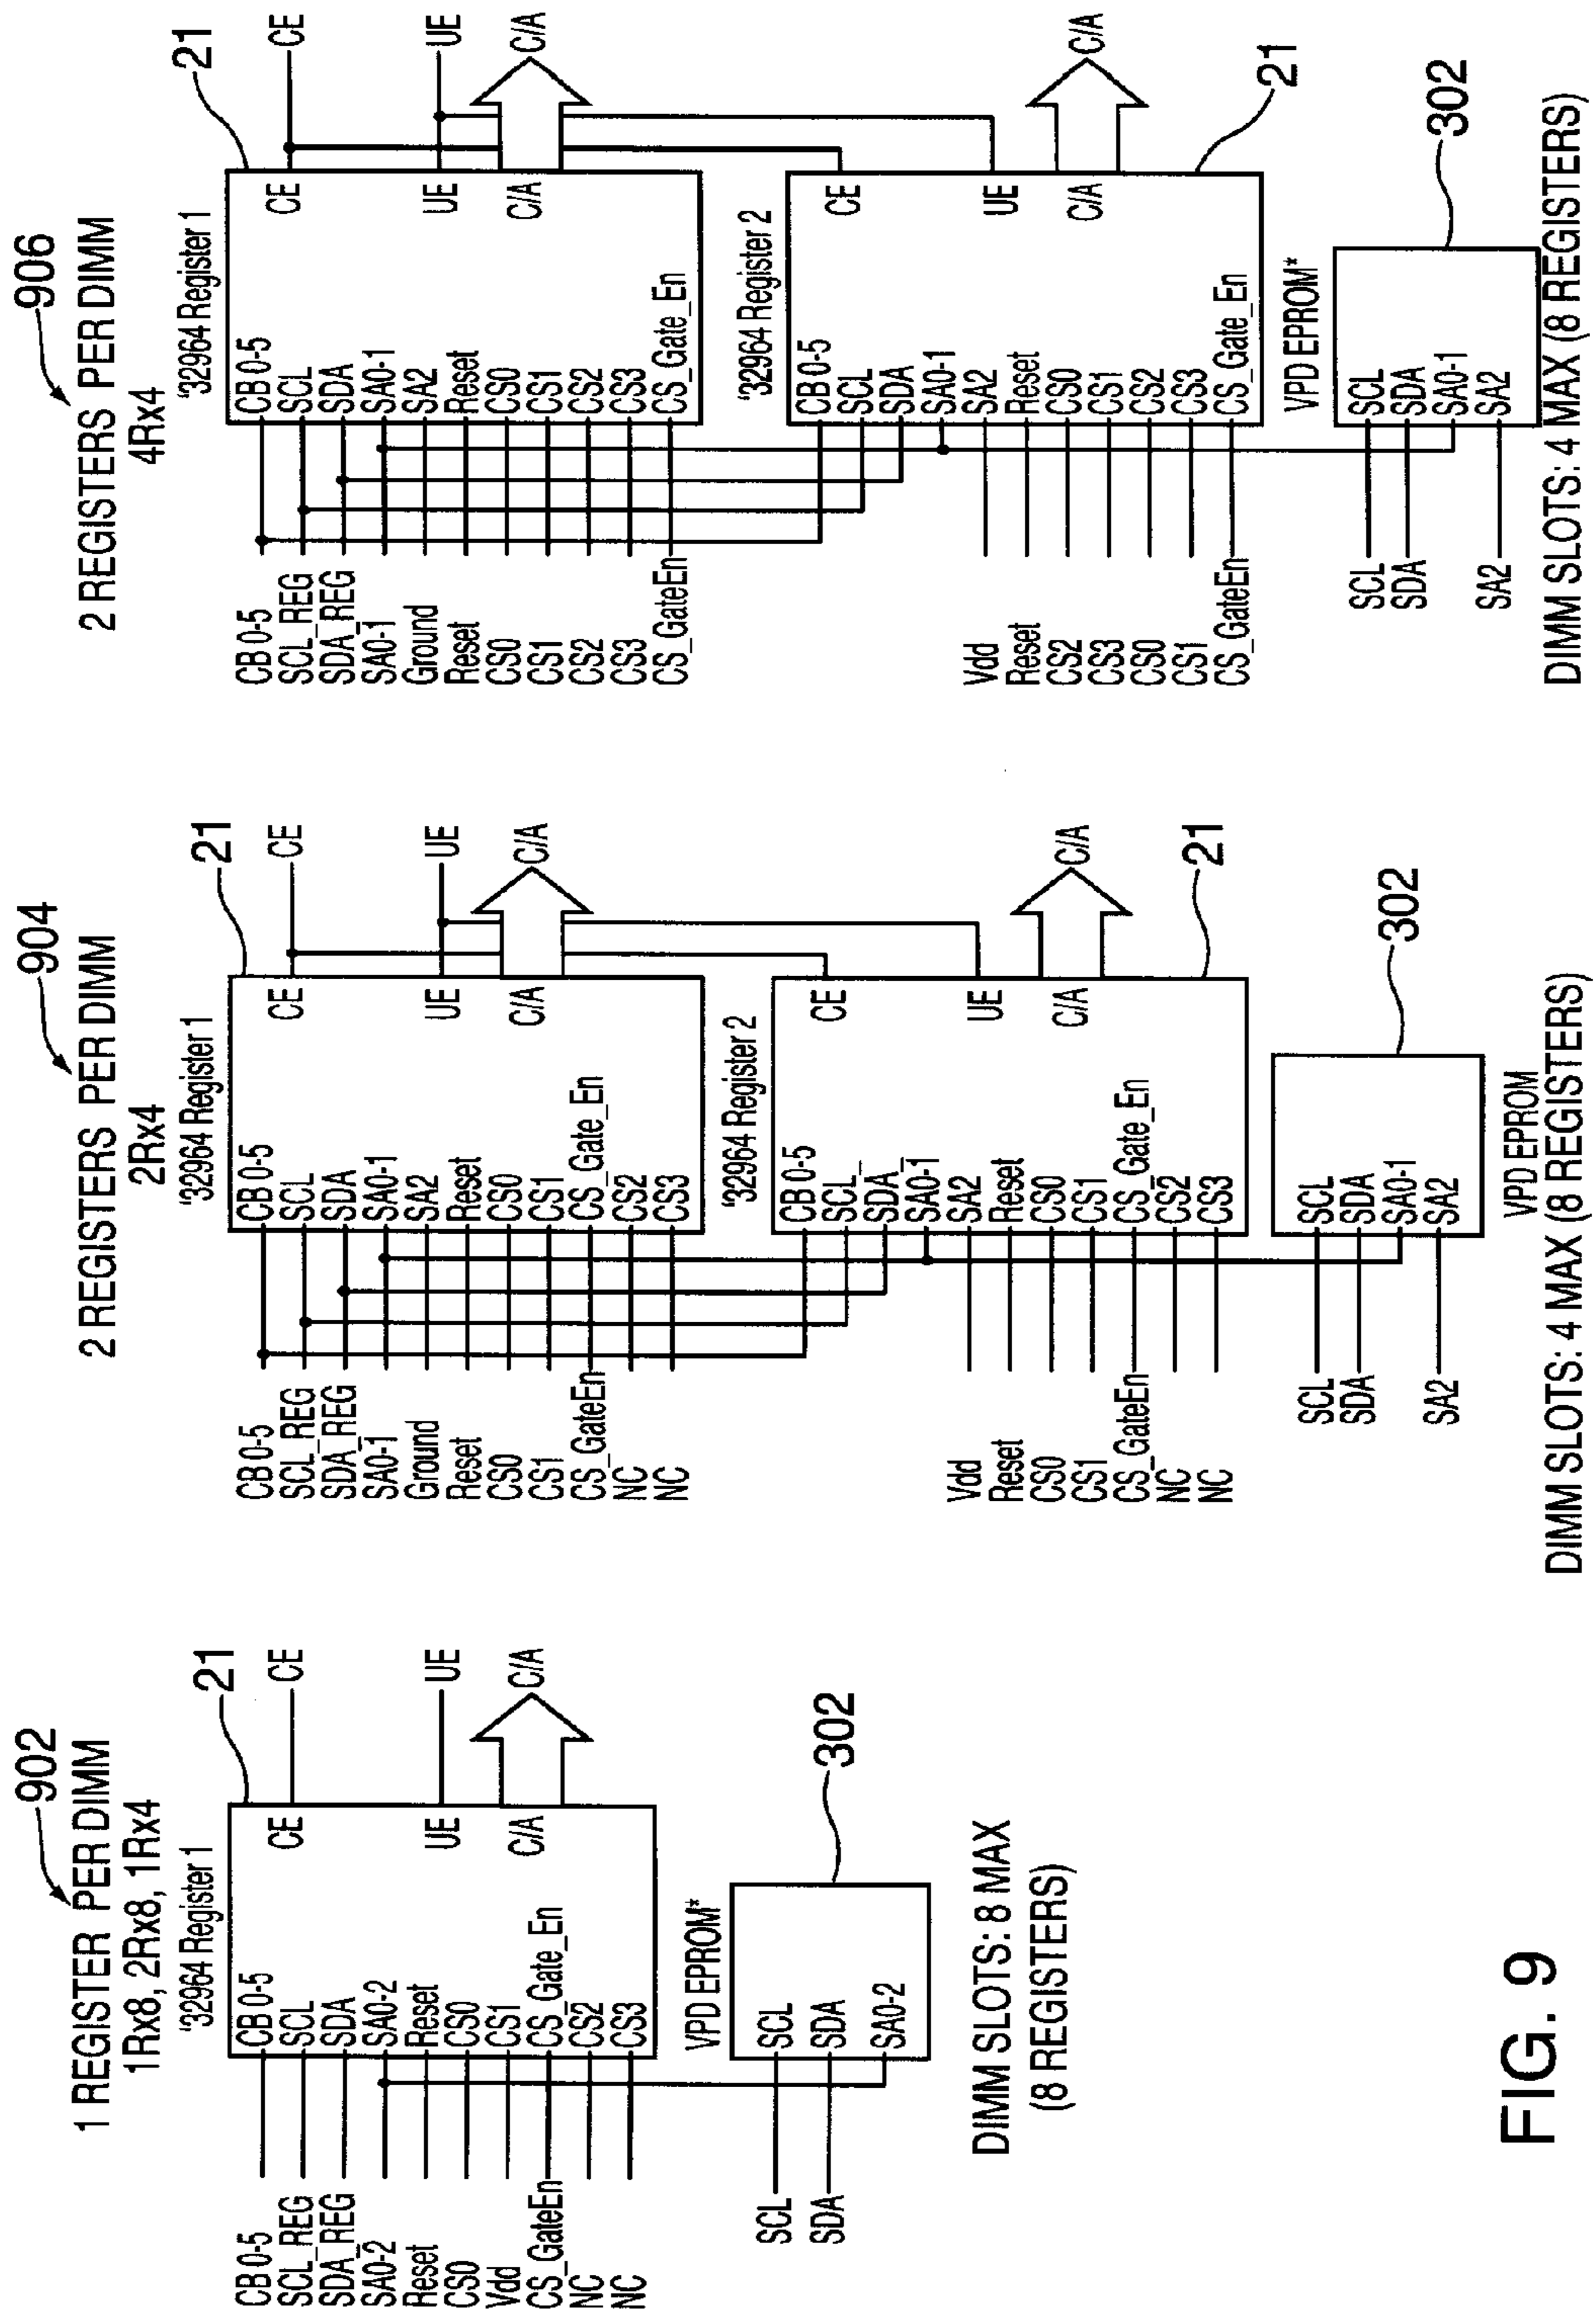 902
1 REGISTER PER DIMM
1Rx8, 2Rx8, 1Rx4
'32964 Register 1
21
CB 0-5 CB 0-5 CE CE
SCL_REG SCL
SDA_REG SDA
SA0-2 SA0-2
Reset Reset UE UE
CS0 CS0
Vdd CS1 C/A C/A
CS_GateEn CS_Gate_En
NC CS2
NC CS3
VPD EPROM*
302
SCL SCL
SDA SDA
SA0-2
DIMM SLOTS: 8 MAX
(8 REGISTERS)
904
2 REGISTERS PER DIMM
2Rx4
'32964 Register 1
21
CB 0-5 CB 0-5 CE CE
SCL_REG SCL
SDA_REG SDA
SA0-1 SA0-1
Ground SA2 UE UE
Reset Reset
CS0 CS0 C/A C/A
CS1 CS1
CS_GateEn CS_Gate_En
NC CS2
NC CS3
'32964 Register 2
CB 0-5 CE
SCL_
SDA_
SA0-1
Vdd SA2 UE
Reset Reset
CS0 CS0 C/A C/A
CS1 CS1
CS_GateEn CS_Gate_En
NC CS2
NC CS3
21
302
SCL SCL
SDA SDA
SA0-1
SA2 SA2
VPD EPROM
DIMM SLOTS: 4 MAX (8 REGISTERS)
906
2 REGISTERS PER DIMM
4Rx4
'32964 Register 1
21
CB 0-5 CB 0-5 CE CE
SCL_REG SCL
SDA_REG SDA
SA0-1 SA0-1
Ground SA2 UE UE
Reset Reset
CS0 CS0 C/A C/A
CS1 CS1
CS2 CS2
CS3 CS3
CS_GateEn CS_Gate_En
'32964 Register 2
CB 0-5 CE
SCL
SDA
SA0-1
Vdd SA2 UE
Reset Reset
CS2 CS0 C/A C/A
CS3 CS1
CS0 CS2
CS1 CS3
CS_GateEn CS_Gate_En
21
VPD EPROM*
302
SCL SCL
SDA SDA
SA0-1
SA2 SA2
DIMM SLOTS: 4 MAX (8 REGISTERS)
FIG. 9